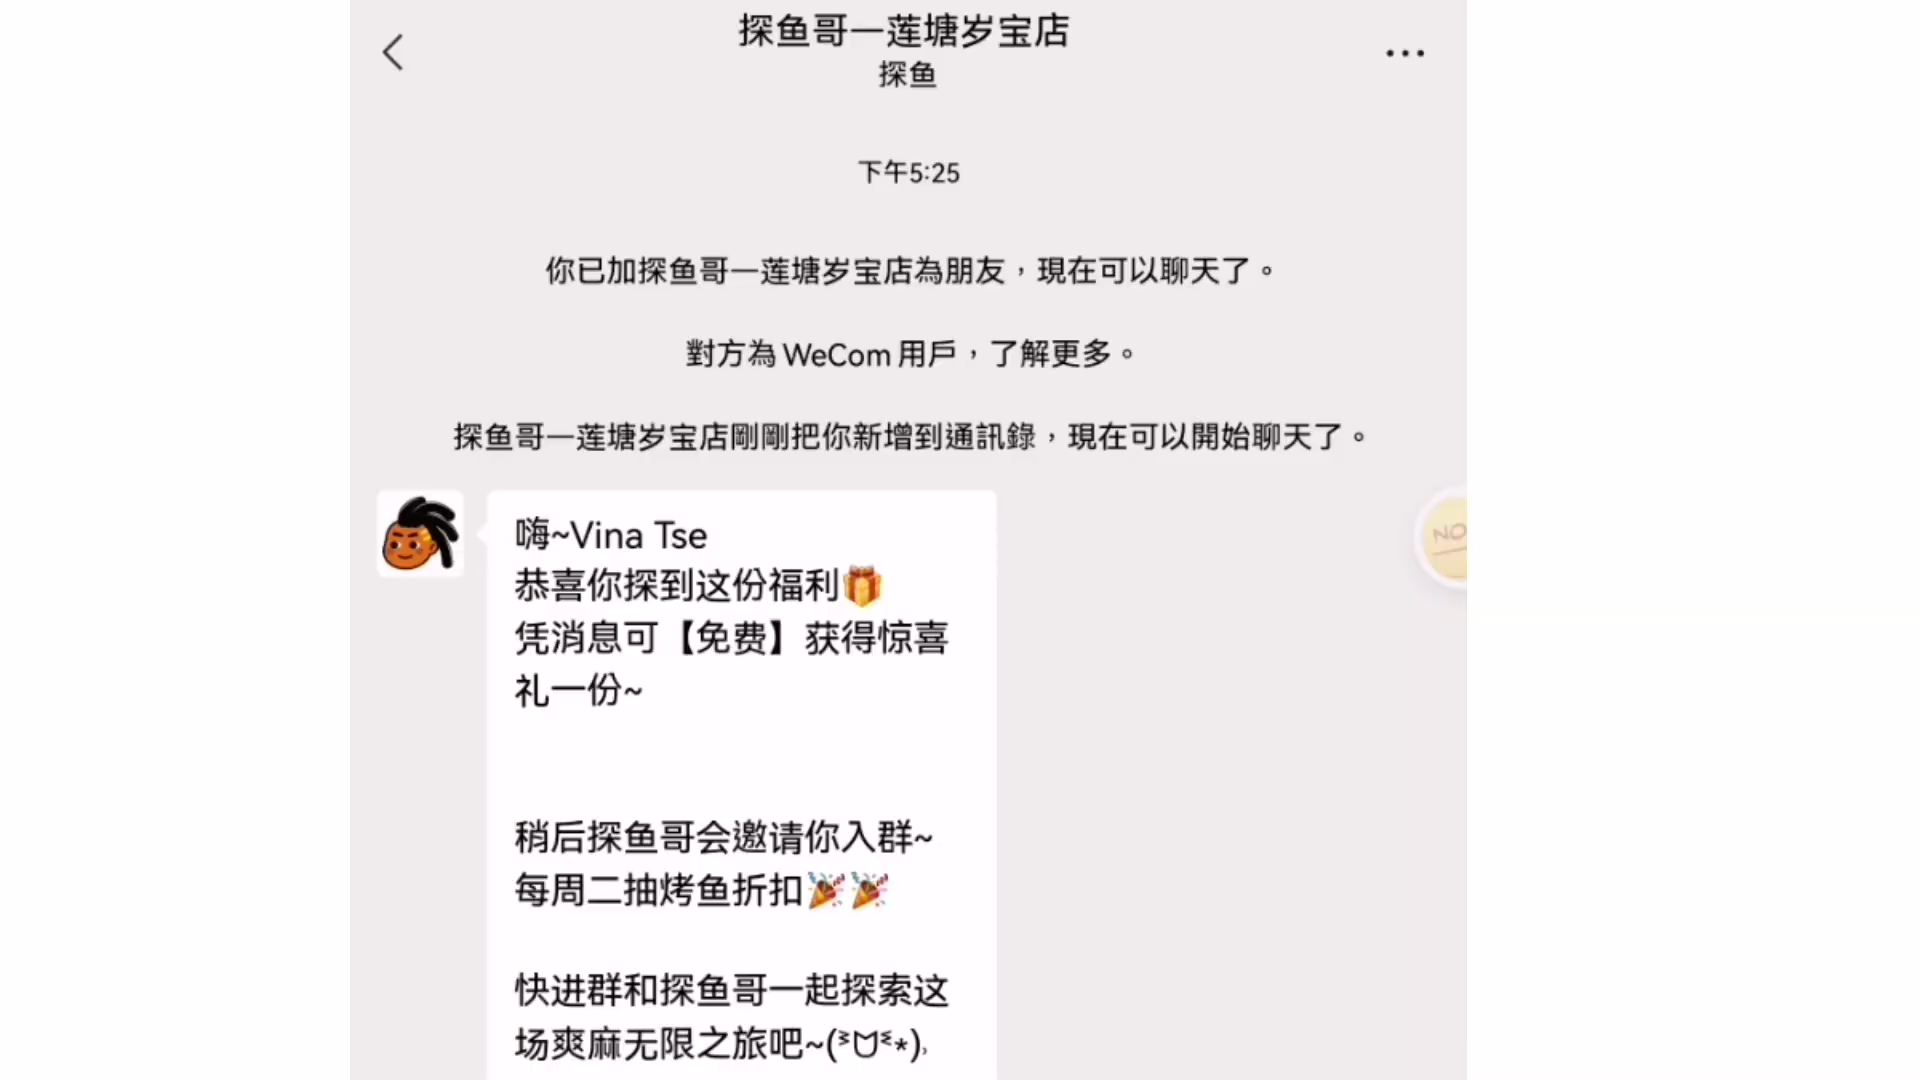 探鱼哥一莲塘岁宝店
探鱼
下午5:25
你已加探鱼哥一莲塘岁宝店為朋友，現在可以聊天了。
對方為 WeCom 用戶，了解更多。
探鱼哥一莲塘岁宝店剛剛把你新增到通訊錄，現在可以開始聊天了。
嗨~Vina Tse
恭喜你探到这份福利🎁
NO
凭消息可【免费】获得惊喜
礼一份~
稍后探鱼哥会邀请你入群~
每周二抽烤鱼折扣🎉🎉
快进群和探鱼哥一起探索这
场爽麻无限之旅吧~(˃̵ᗜ˂̵*)₎